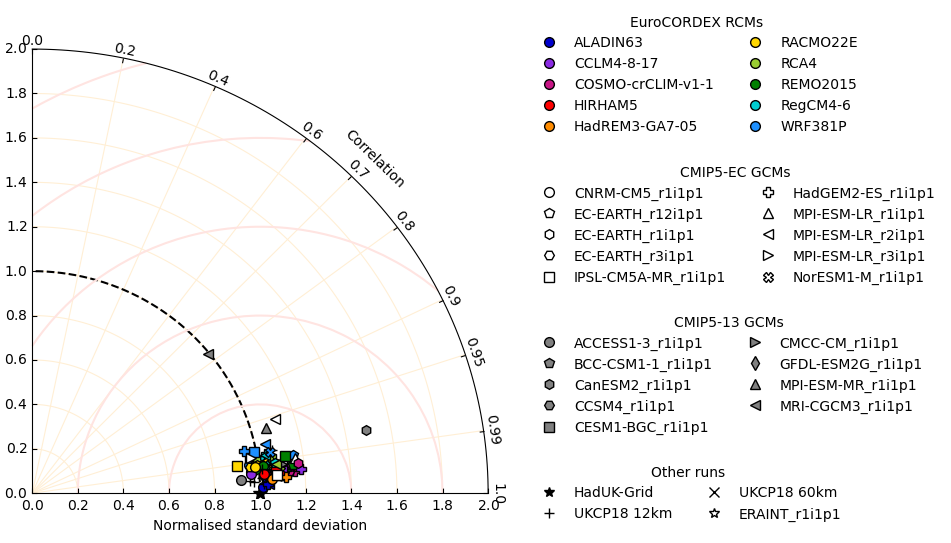 0.0
0.2
0.4
0.6
0.7
0.8
0.9
0.95
0.99
1.0
Correlation
2.0
1.8
1.6
1.4
1.2
1.0
0.8
0.6
0.4
0.2
0.0
0.0 0.2 0.4 0.6 0.8 1.0 1.2 1.4 1.6 1.8 2.0
Normalised standard deviation
EuroCORDEX RCMs
ALADIN63 RACMO22E
CCLM4-8-17 RCA4
COSMO-crCLIM-v1-1 REMO2015
HIRHAM5 RegCM4-6
HadREM3-GA7-05 WRF381P
CMIP5-EC GCMs
CNRM-CM5_r1i1p1 HadGEM2-ES_r1i1p1
EC-EARTH_r12i1p1 MPI-ESM-LR_r1i1p1
EC-EARTH_r1i1p1 MPI-ESM-LR_r2i1p1
EC-EARTH_r3i1p1 MPI-ESM-LR_r3i1p1
IPSL-CM5A-MR_r1i1p1 NorESM1-M_r1i1p1
CMIP5-13 GCMs
ACCESS1-3_r1i1p1 CMCC-CM_r1i1p1
BCC-CSM1-1_r1i1p1 GFDL-ESM2G_r1i1p1
CanESM2_r1i1p1 MPI-ESM-MR_r1i1p1
CCSM4_r1i1p1 MRI-CGCM3_r1i1p1
CESM1-BGC_r1i1p1
Other runs
HadUK-Grid UKCP18 60km
UKCP18 12km ERAINT_r1i1p1